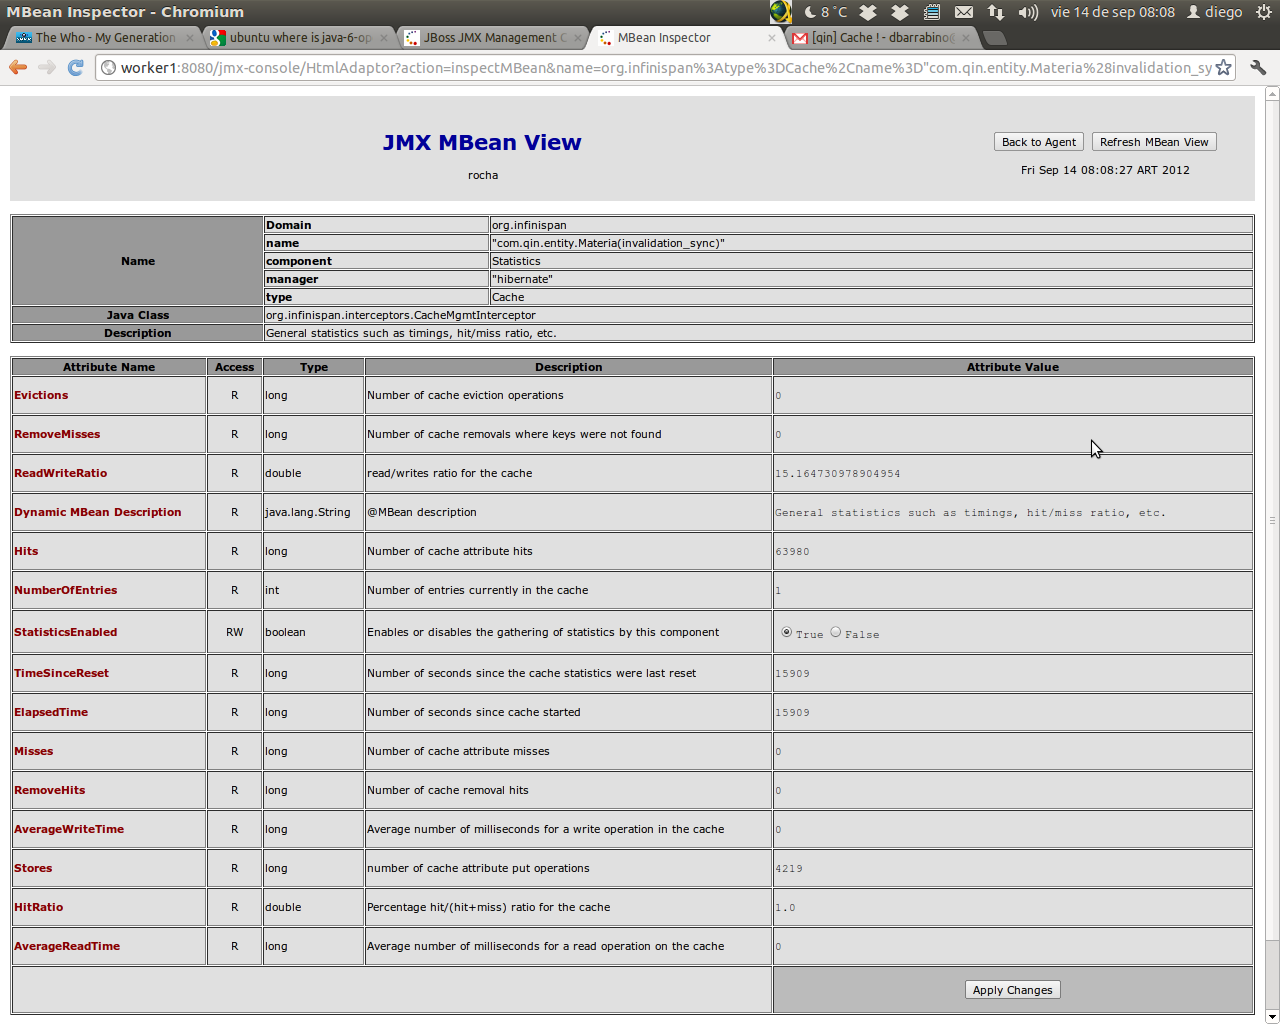 MBean Inspector - Chromium
8 °C
vie 14 de sep 08:08
diego
The Who - My Generation
ubuntu where is java-6-op
JBoss JMX Management C
MBean Inspector
[qin] Cache ! - dbarrabino@
worker1:8080/jmx-console/HtmlAdaptor?action=inspectMBean&name=org.infinispan%3Atype%3DCache%2Cname%3D"com.qin.entity.Materia%28invalidation_sy
JMX MBean View
rocha
Back to Agent
Refresh MBean View
Fri Sep 14 08:08:27 ART 2012
Name
Domain org.infinispan
name "com.qin.entity.Materia(invalidation_sync)"
component Statistics
manager "hibernate"
type Cache
Java Class org.infinispan.interceptors.CacheMgmtInterceptor
Description General statistics such as timings, hit/miss ratio, etc.
Attribute Name Access Type Description Attribute Value
Evictions R long Number of cache eviction operations 0
RemoveMisses R long Number of cache removals where keys were not found 0
ReadWriteRatio R double read/writes ratio for the cache 15.164730978904954
Dynamic MBean Description R java.lang.String @MBean description General statistics such as timings, hit/miss ratio, etc.
Hits R long Number of cache attribute hits 63980
NumberOfEntries R int Number of entries currently in the cache 1
StatisticsEnabled RW boolean Enables or disables the gathering of statistics by this component True False
TimeSinceReset R long Number of seconds since the cache statistics were last reset 15909
ElapsedTime R long Number of seconds since cache started 15909
Misses R long Number of cache attribute misses 0
RemoveHits R long Number of cache removal hits 0
AverageWriteTime R long Average number of milliseconds for a write operation in the cache 0
Stores R long number of cache attribute put operations 4219
HitRatio R double Percentage hit/(hit+miss) ratio for the cache 1.0
AverageReadTime R long Average number of milliseconds for a read operation on the cache 0
Apply Changes